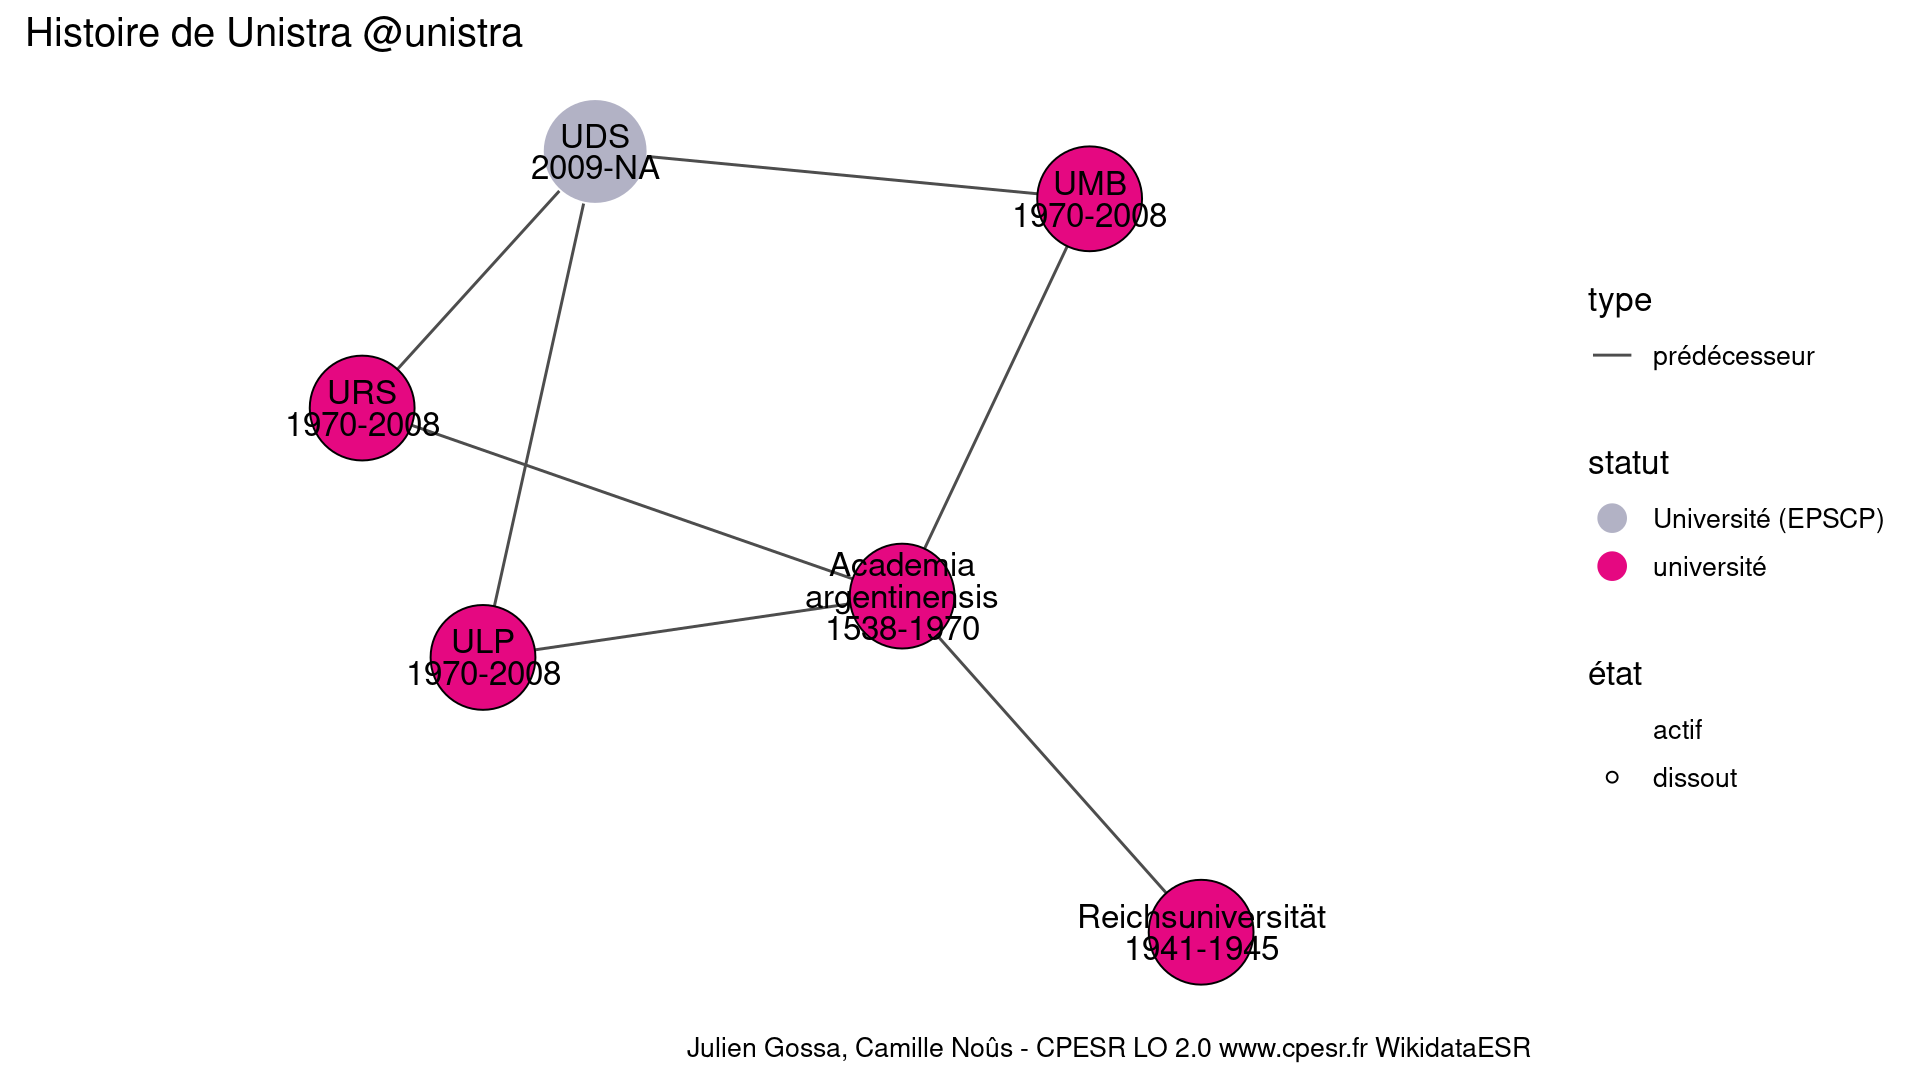 Histoire de Unistra @unistra
UDS
2009-NA
UMB
1970-2008
URS
1970-2008
Academia
argentinensis
1538-1970
ULP
1970-2008
Reichsuniversität
1941-1945
type
prédécesseur
statut
Université (EPSCP)
université
état
actif
dissout
Julien Gossa, Camille Noûs - CPESR LO 2.0 www.cpesr.fr WikidataESR